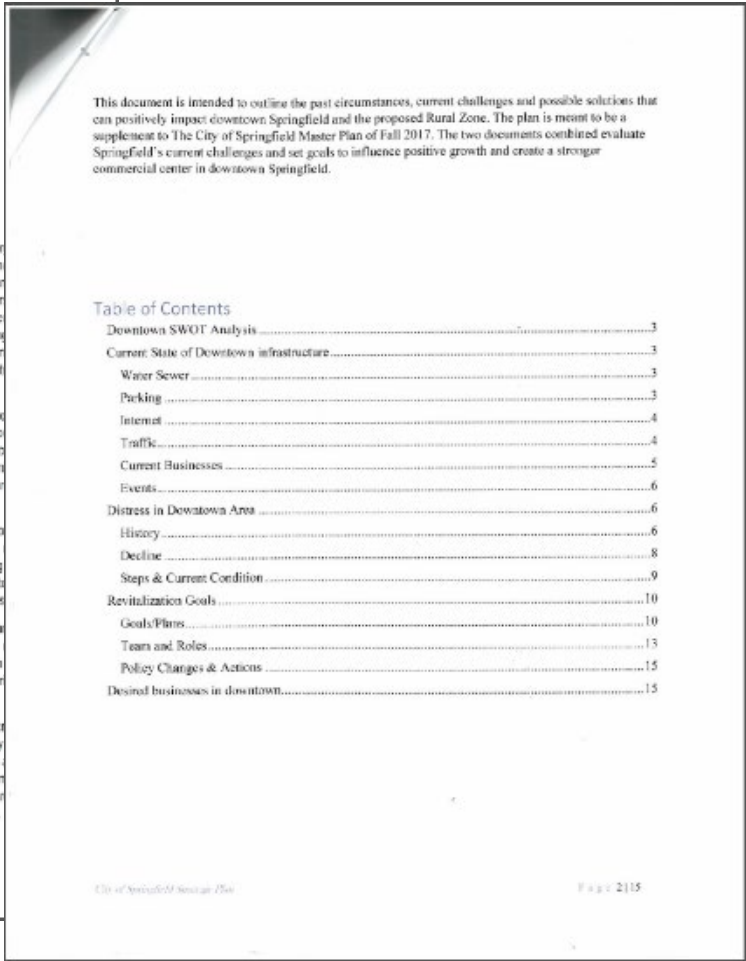 This document is intended to outline the past circumstances, current challenges and possible solutions that
can positively impact downtown Springfield and the proposed Rural Zone. The plan is meant to be a
supplement to The City of Springfield Master Plan of Fall 2017. The two documents combined evaluate
Springfield's current challenges and set goals to influence positive growth and create a stronger
commercial center in downtown Springfield.
Table of Contents
Downtown SWOT Analysis 3
Current State of Downtown infrastructure 3
Water Sewer 3
Parking 3
Internet 4
Traffic 4
Current Businesses 5
Events 6
Distress in Downtown Area 6
History 6
Decline 8
Steps & Current Condition 9
Revitalization Goals 10
Goals/Plans 10
Team and Roles 13
Policy Changes & Actions 15
Desired businesses in downtown 15
City of Springfield Strategic Plan
Page 2|15